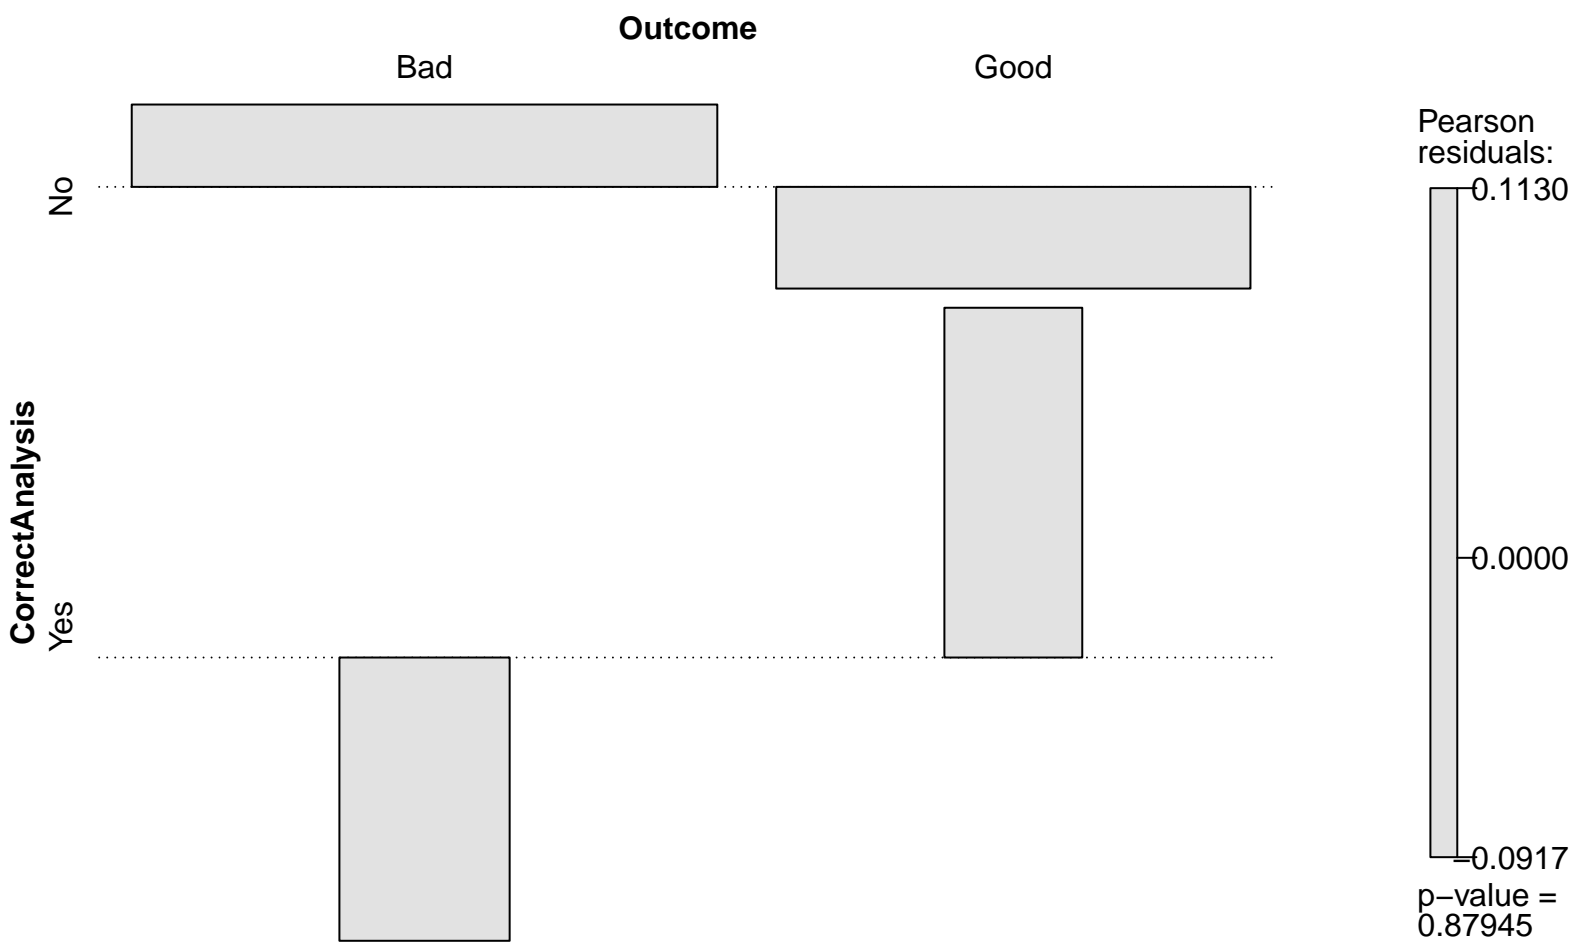 Outcome
Bad
Good
CorrectAnalysis
No
Yes
Pearson
residuals:
0.1130
0.0000
−0.0917
p−value =
0.87945